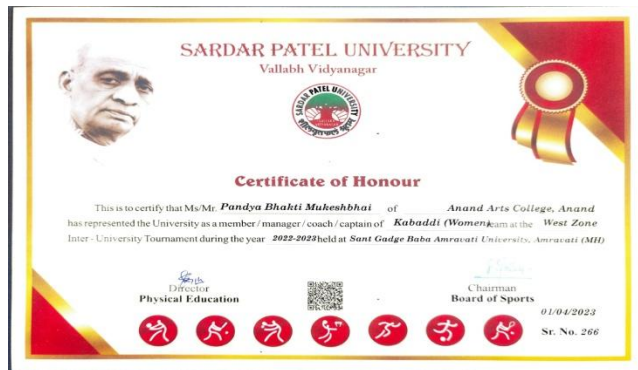 SARDAR PATEL UNIVERSITY
Vallabh Vidyanagar
SARDAR PATEL UNIVERSITY
Certificate of Honour
This is to certify that Ms/Mr. Pandya Bhakti Mukeshbhai of Anand Arts College, Anand
has represented the University as a member / manager / coach / captain of Kabaddi (Women) team at the West Zone
Inter - University Tournament during the year 2022-2023 held at Sant Gadge Baba Amravati University, Amravati (MH)
Director
Physical Education
Chairman
Board of Sports
01/04/2023
Sr. No. 266